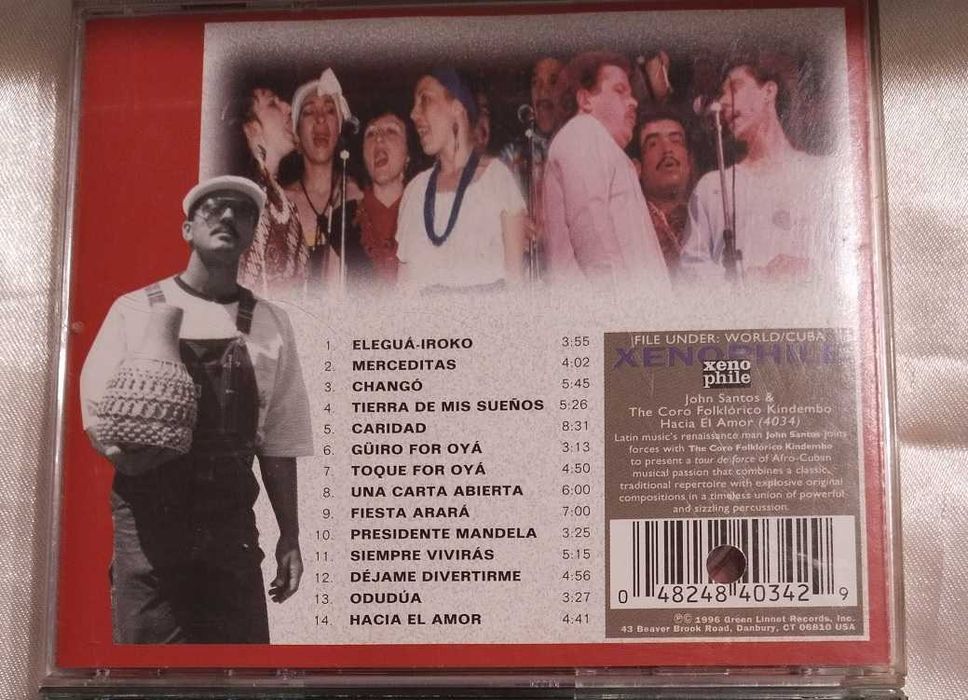 1. ELEGUÁ-IROKO 3:55
2. MERCEDITAS 4:02
3. CHANGÓ 5:45
4. TIERRA DE MIS SUEÑOS 5:26
5. CARIDAD 8:31
6. GÜIRO FOR OYÁ 3:13
7. TOQUE FOR OYÁ 4:50
8. UNA CARTA ABIERTA 6:00
9. FIESTA ARARÁ 7:00
10. PRESIDENTE MANDELA 3:25
11. SIEMPRE VIVIRÁS 5:15
12. DÉJAME DIVERTIRME 4:56
13. ODUDÚA 3:27
14. HACIA EL AMOR 4:41
FILE UNDER: WORLD/CUBA
XENOPHILE
xeno
phile
John Santos &
The Coro Folklórico Kindembo
Hacia El Amor (4034)
Latin music's renaissance man John Santos joins
forces with The Coro Folklórico Kindembo
to present a tour de force of Afro-Cuban
musical passion that combines a classic,
traditional repertoire with explosive original
compositions in a timeless union of powerful
and sizzling percussion.
0 48248 40342 9
℗© 1996 Green Linnet Records, Inc.
43 Beaver Brook Road, Danbury, CT 06810 USA